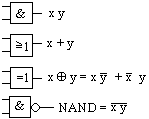 & x y
≥1 x + y
=1 x ⊕ y = x y̅ + x̅ y
& NAND = x̅ y̅